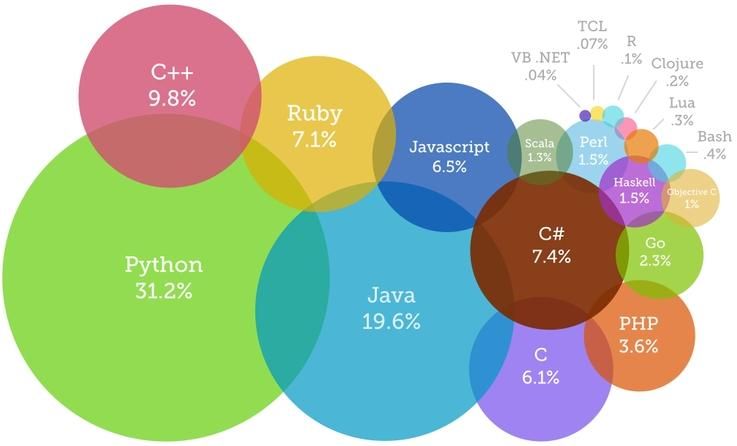 TCL
.07%
R
.1%
VB .NET
.04%
Clojure
.2%
C++
9.8%
Lua
.3%
Ruby
7.1%
Bash
.4%
Javascript
6.5%
Scala
1.3%
Perl
1.5%
Haskell
1.5%
Objective C
1%
C#
7.4%
Go
2.3%
Python
31.2%
Java
19.6%
PHP
3.6%
C
6.1%